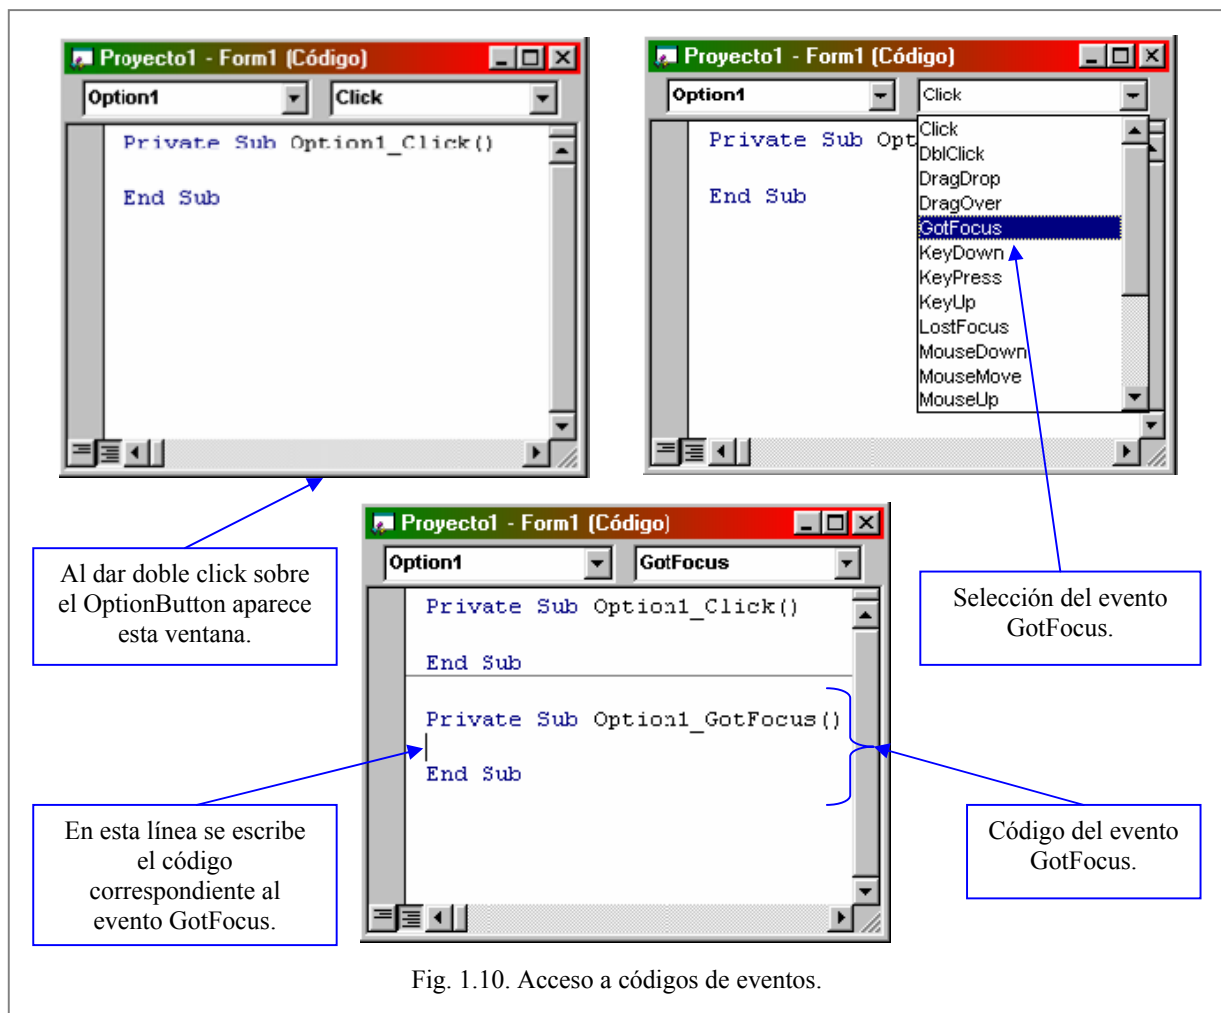 Proyecto1 - Form1 (Código)
Option1
Click
Private Sub Option1_Click()
End Sub
Proyecto1 - Form1 (Código)
Option1
Click
Private Sub Opt
End Sub
Click
DblClick
DragDrop
DragOver
GotFocus
KeyDown
KeyPress
KeyUp
LostFocus
MouseDown
MouseMove
MouseUp
Al dar doble click sobre
el OptionButton aparece
esta ventana.
Selección del evento
GotFocus.
Proyecto1 - Form1 (Código)
Option1
GotFocus
Private Sub Option1_Click()
End Sub
Private Sub Option1_GotFocus()
End Sub
En esta línea se escribe
el código
correspondiente al
evento GotFocus.
Código del evento
GotFocus.
Fig. 1.10. Acceso a códigos de eventos.